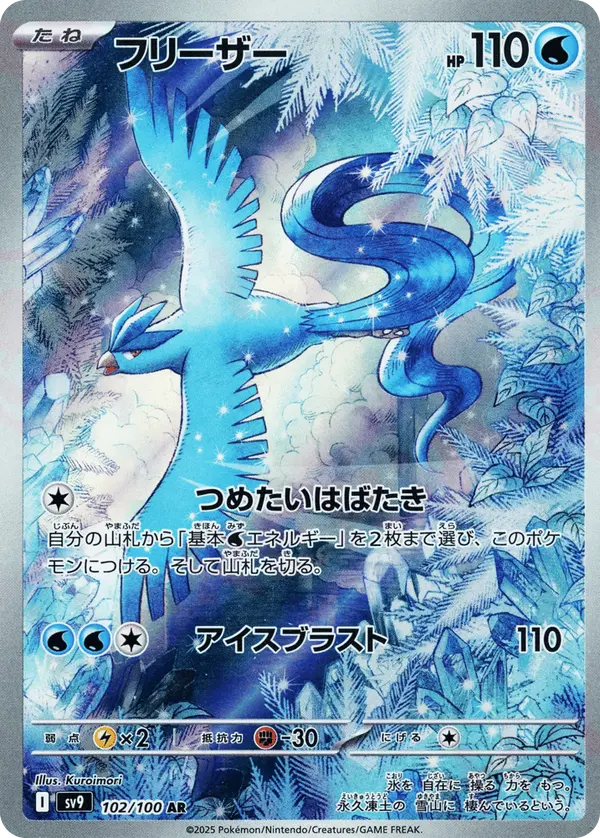 たね フリーザー HP 110
つめたいはばたき
自分の山札から「基本エネルギー」を2枚まで選び、このポケ
モンにつける。そして山札を切る。
アイスブラスト 110
弱点 ×2 抵抗力 -30 にげる
Illus. Kuroimori
I sv9 102/100 AR
氷を 自在に 操る 力を もつ。
永久凍土の 雪山に 棲んでいるという。
©2025 Pokémon/Nintendo/Creatures/GAME FREAK.